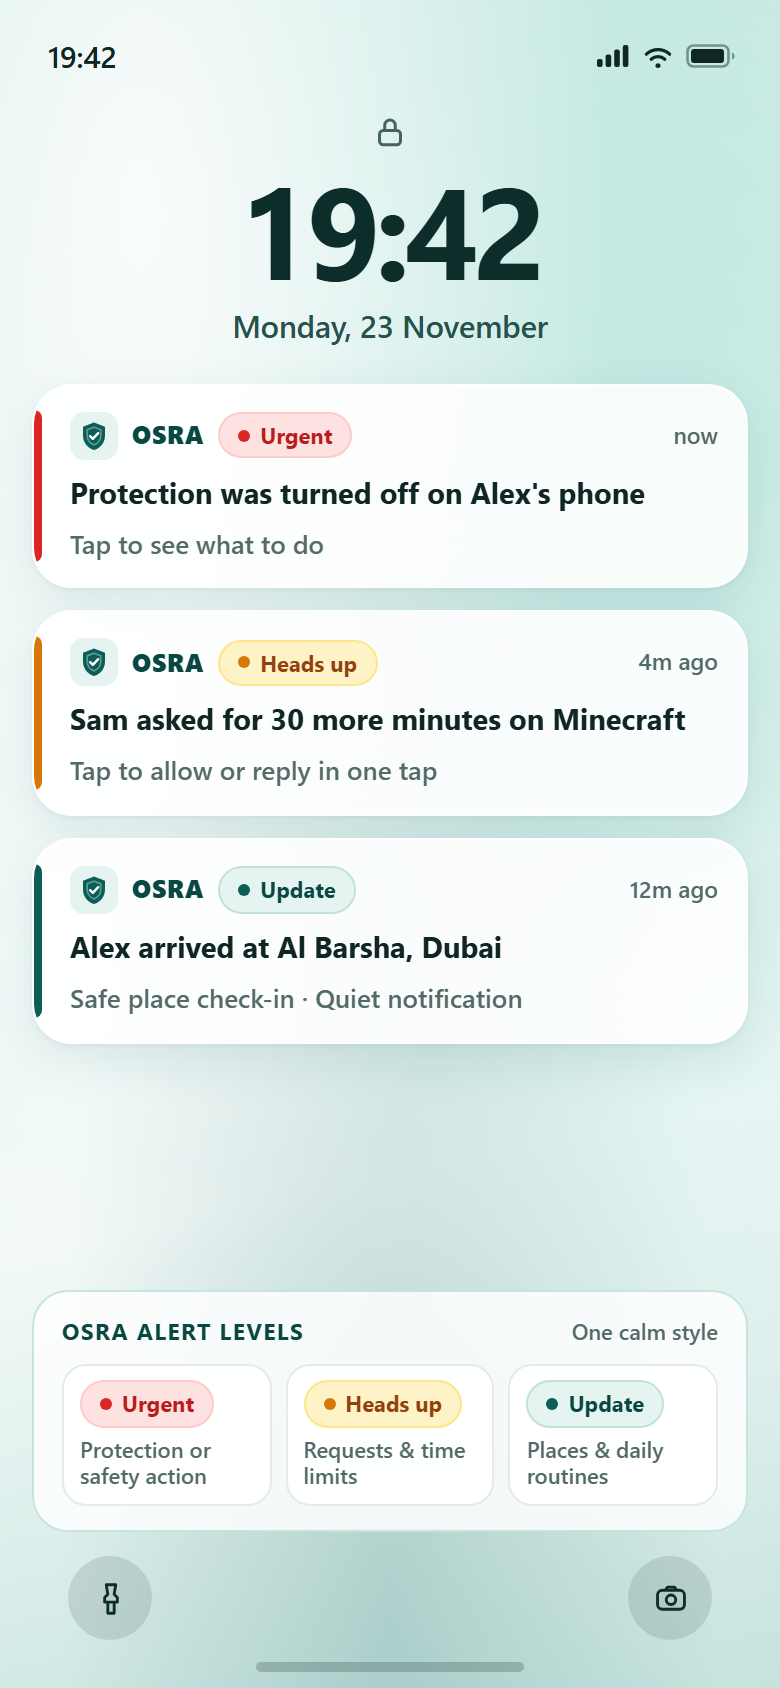 19:42
19:42
Monday, 23 November
OSRA
Urgent
now
Protection was turned off on Alex's phone
Tap to see what to do
OSRA
Heads up
4m ago
Sam asked for 30 more minutes on Minecraft
Tap to allow or reply in one tap
OSRA
Update
12m ago
Alex arrived at Al Barsha, Dubai
Safe place check-in · Quiet notification
OSRA ALERT LEVELS
One calm style
Urgent
Protection or
safety action
Heads up
Requests & time
limits
Update
Places & daily
routines